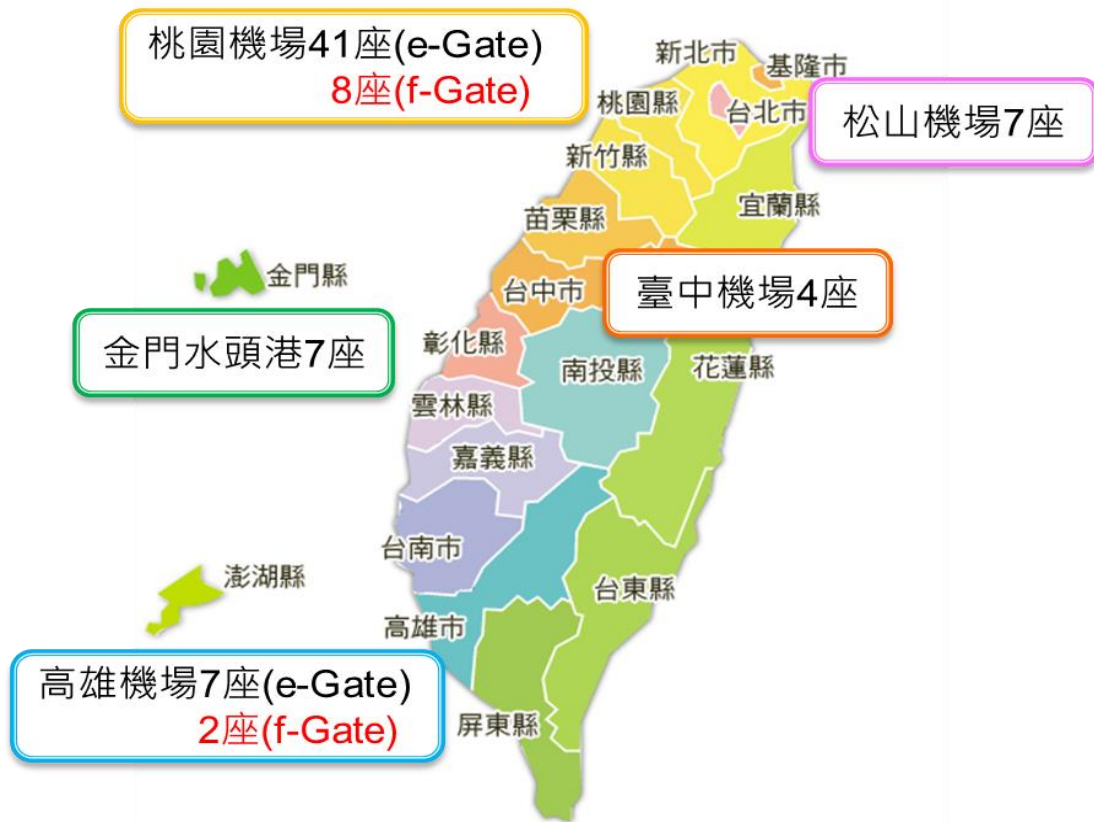 桃園機場41座(e-Gate)
8座(f-Gate)
新北市
基隆市
桃園縣
台北市
松山機場7座
新竹縣
宜蘭縣
苗栗縣
金門縣
台中市
臺中機場4座
金門水頭港7座
彰化縣
南投縣
花蓮縣
雲林縣
嘉義縣
台南市
澎湖縣
台東縣
高雄市
高雄機場7座(e-Gate)
2座(f-Gate)
屏東縣